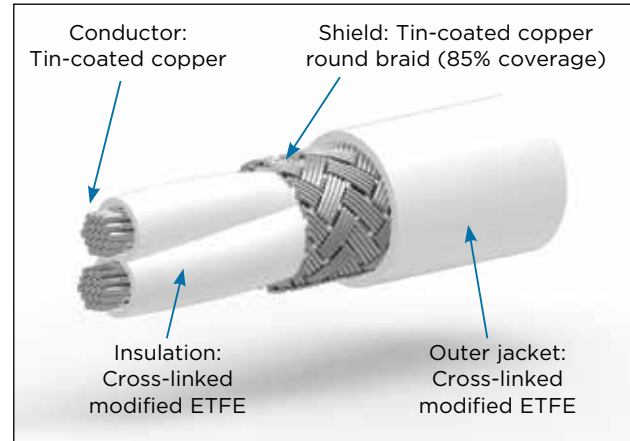 Conductor:
Tin-coated copper
Shield: Tin-coated copper
round braid (85% coverage)
Insulation:
Cross-linked
modified ETFE
Outer jacket:
Cross-linked
modified ETFE